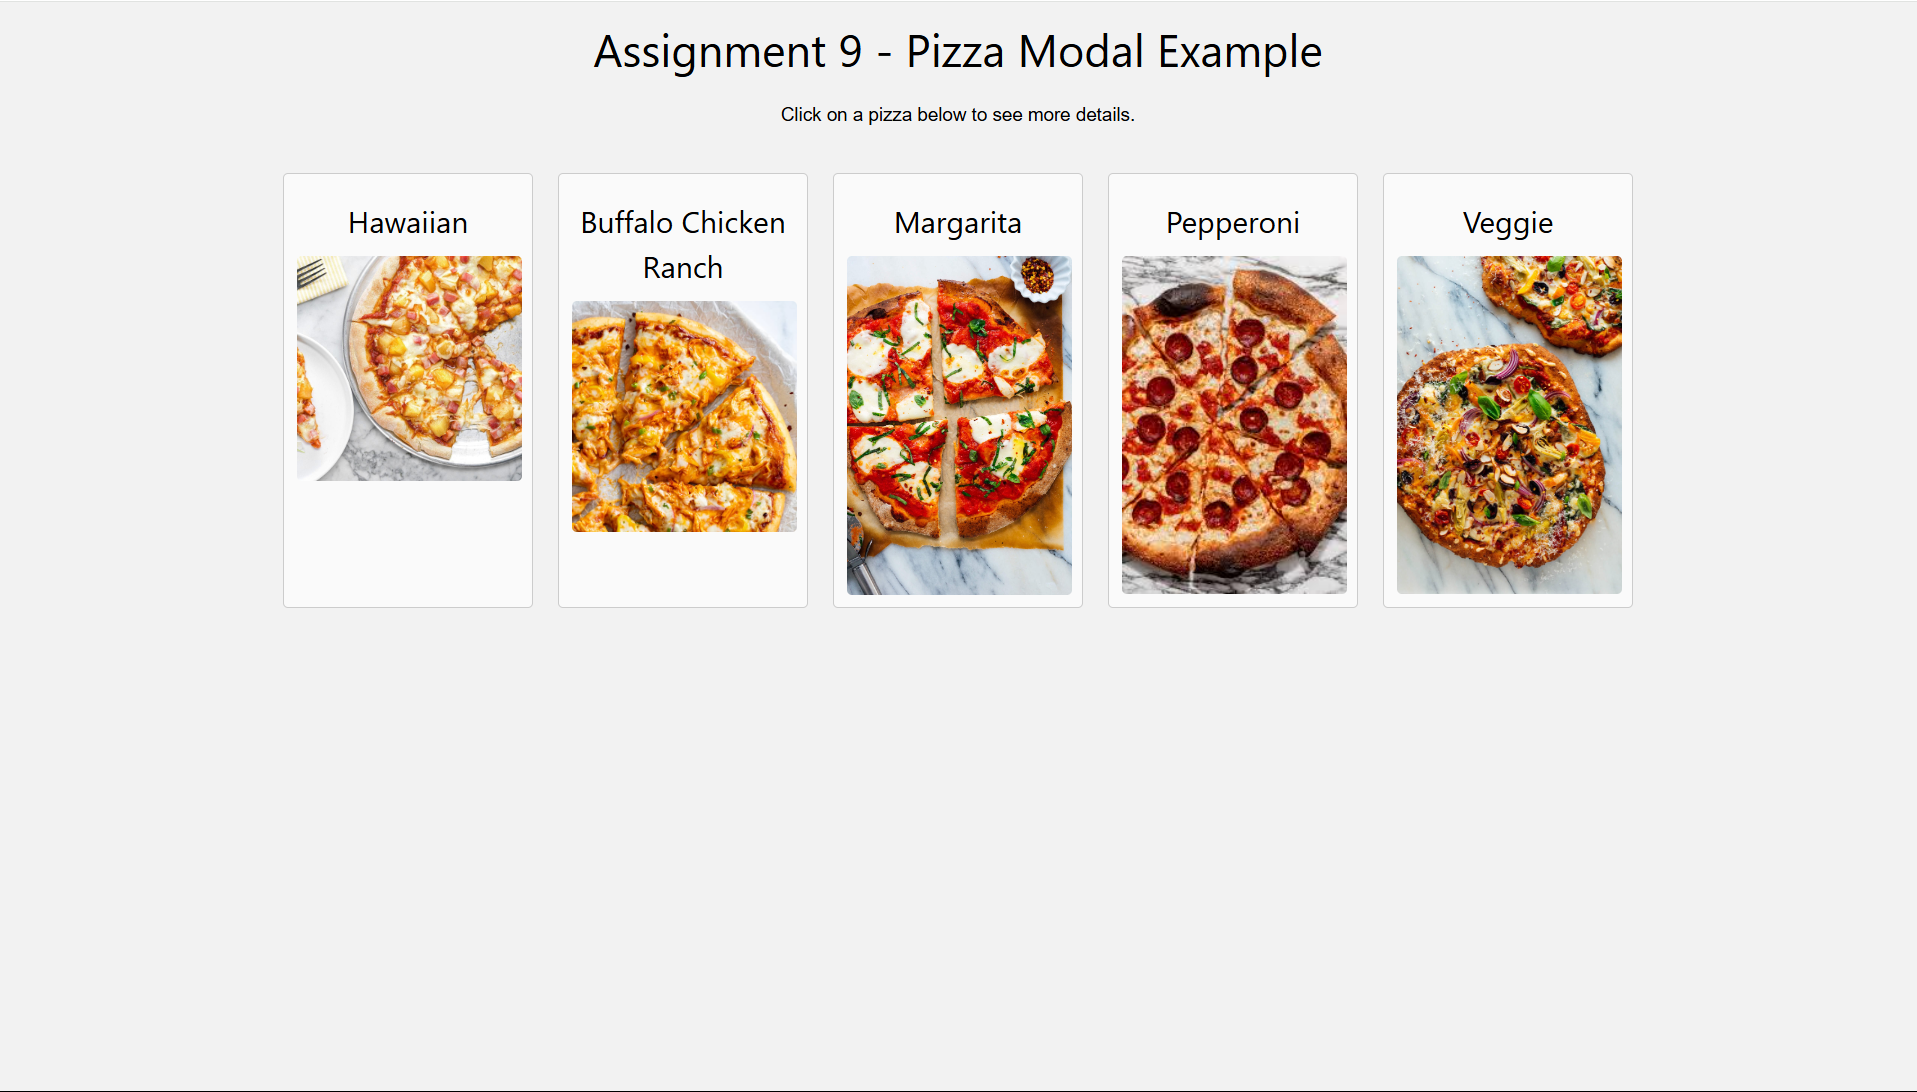 Assignment 9 - Pizza Modal Example
Click on a pizza below to see more details.
Hawaiian
Buffalo Chicken
Ranch
Margarita
Pepperoni
Veggie